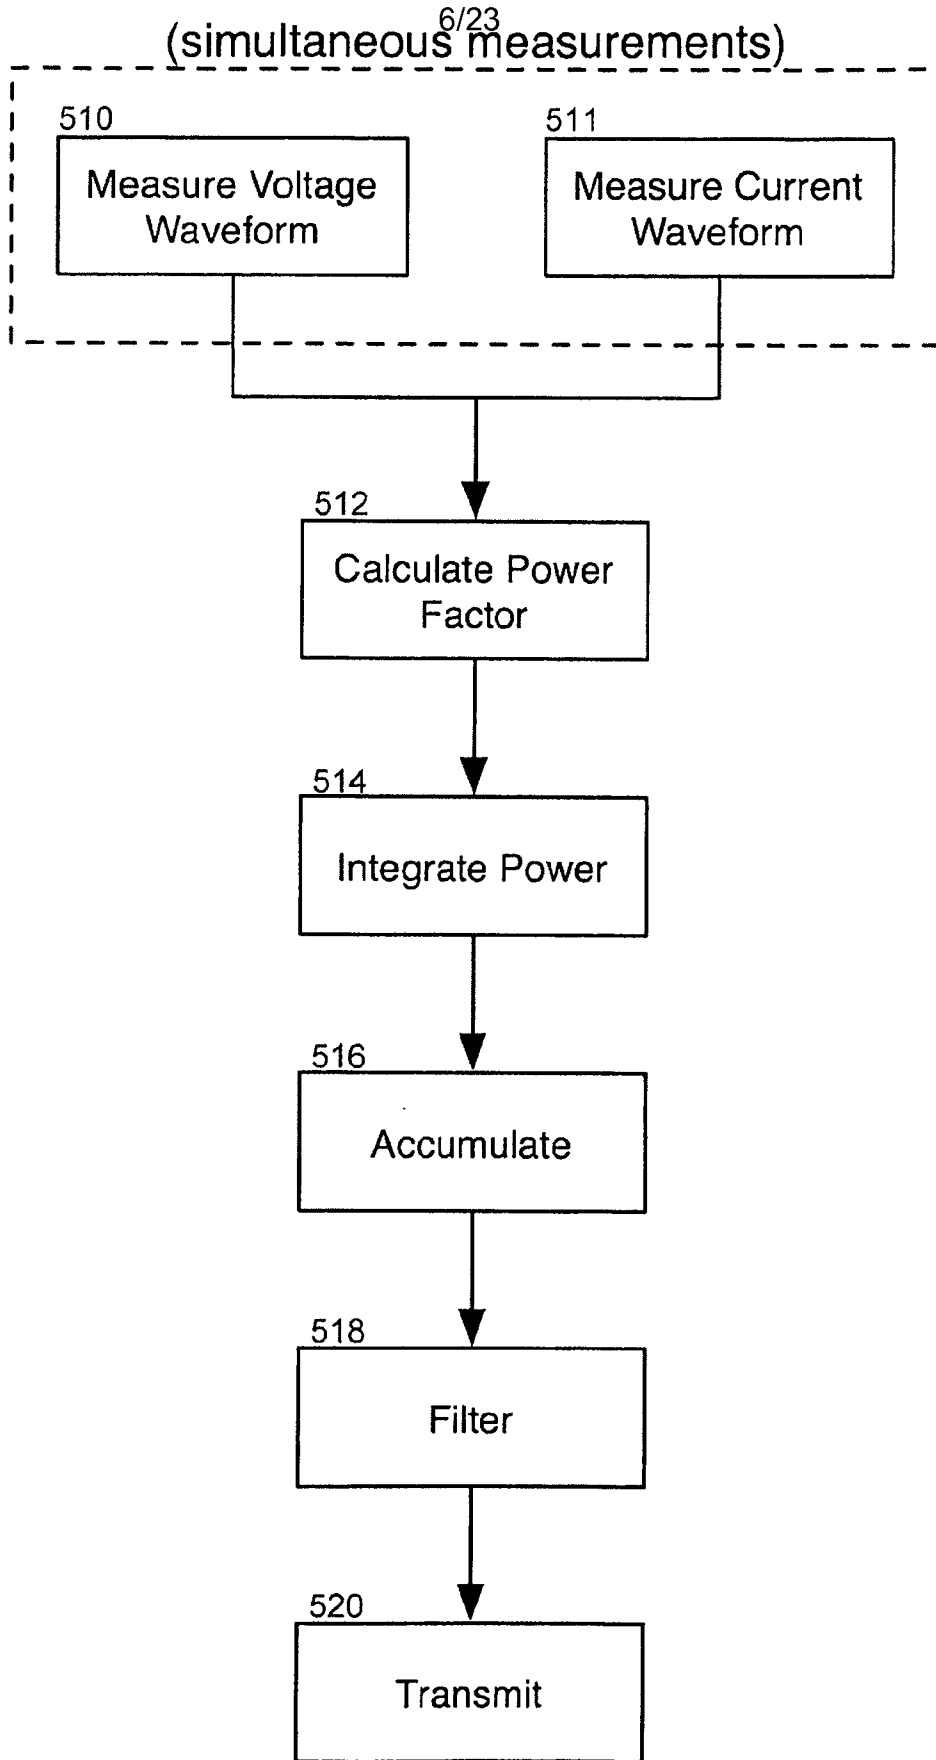 6/23
(simultaneous measurements)
510
Measure Voltage
Waveform
511
Measure Current
Waveform
512
Calculate Power
Factor
514
Integrate Power
516
Accumulate
518
Filter
520
Transmit